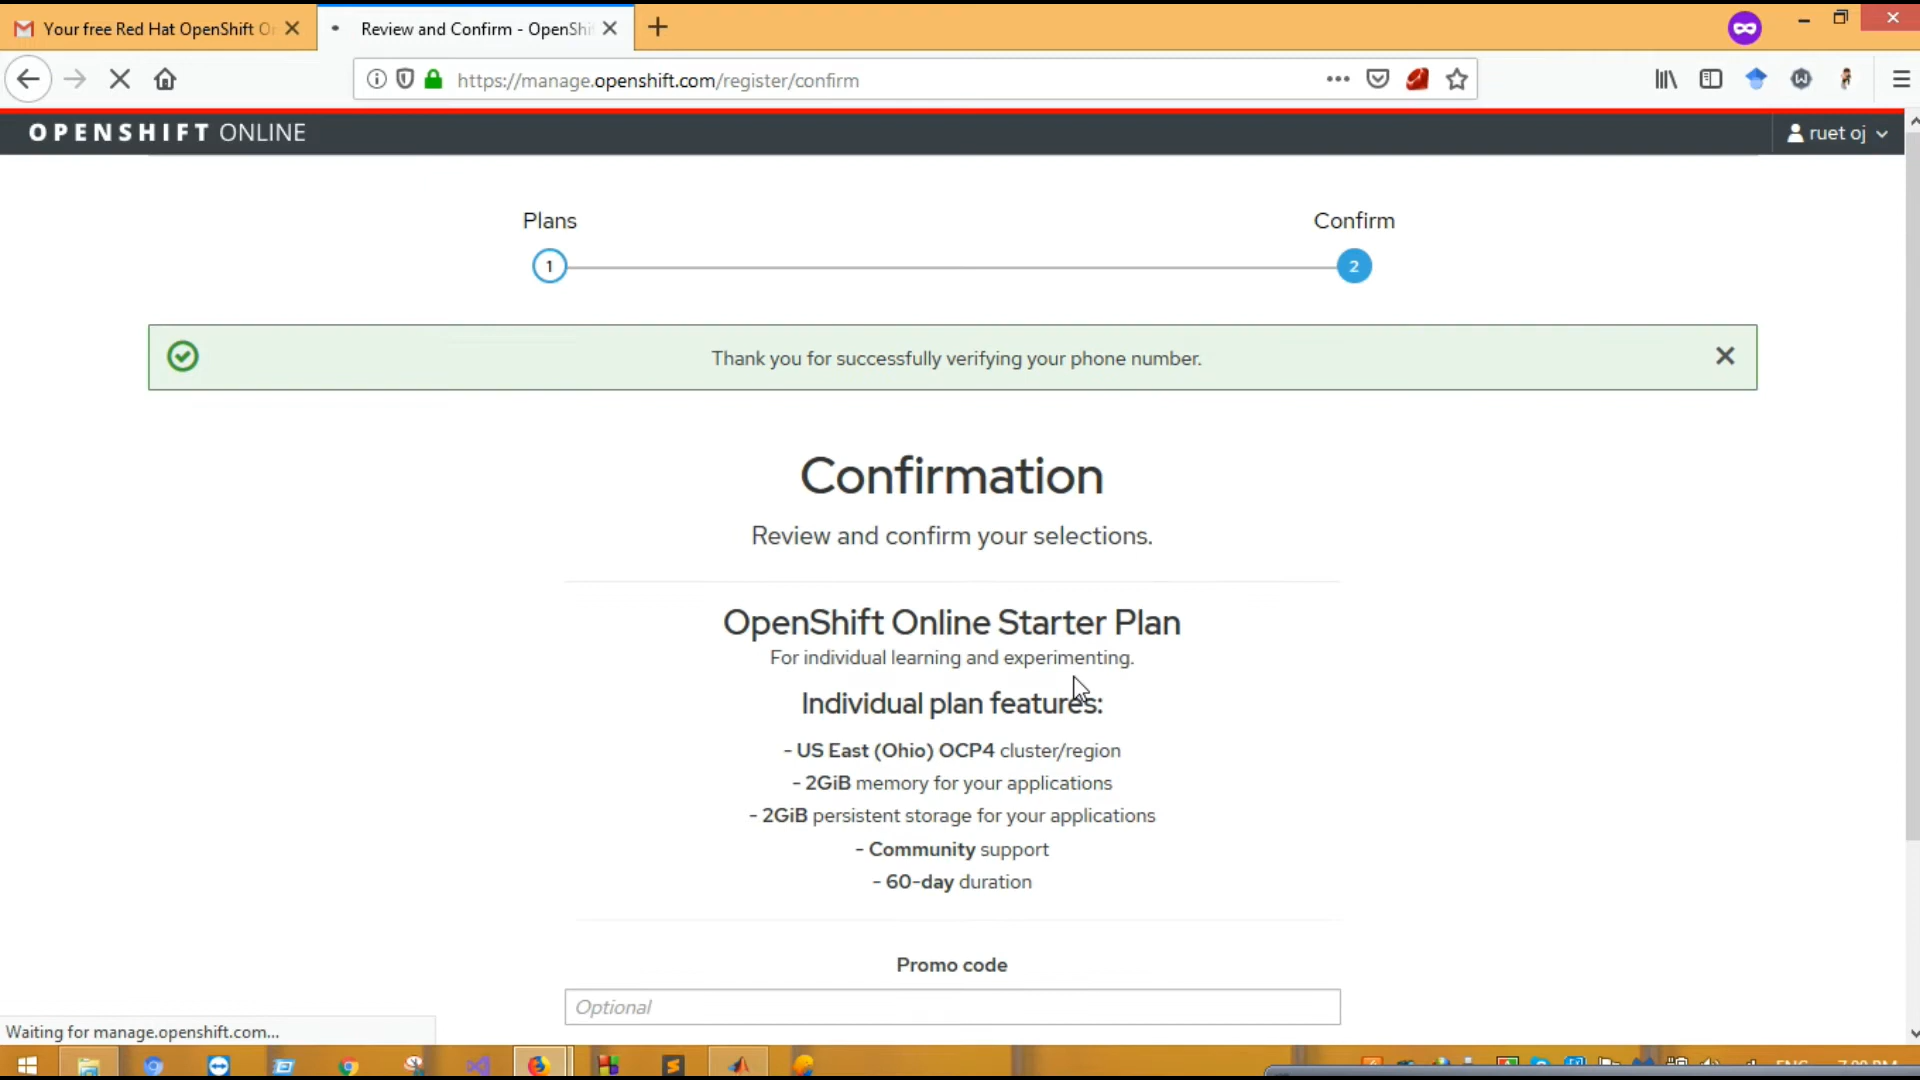 Your free Red Hat OpenShift O
Review and Confirm - OpenShi
https://manage.openshift.com/register/confirm
OPENSHIFT ONLINE
ruet oj
Plans
Confirm
1
2
Thank you for successfully verifying your phone number.
Confirmation
Review and confirm your selections.
OpenShift Online Starter Plan
For individual learning and experimenting.
Individual plan features:
- US East (Ohio) OCP4 cluster/region
- 2GiB memory for your applications
- 2GiB persistent storage for your applications
- Community support
- 60-day duration
Promo code
Optional
Waiting for manage.openshift.com...